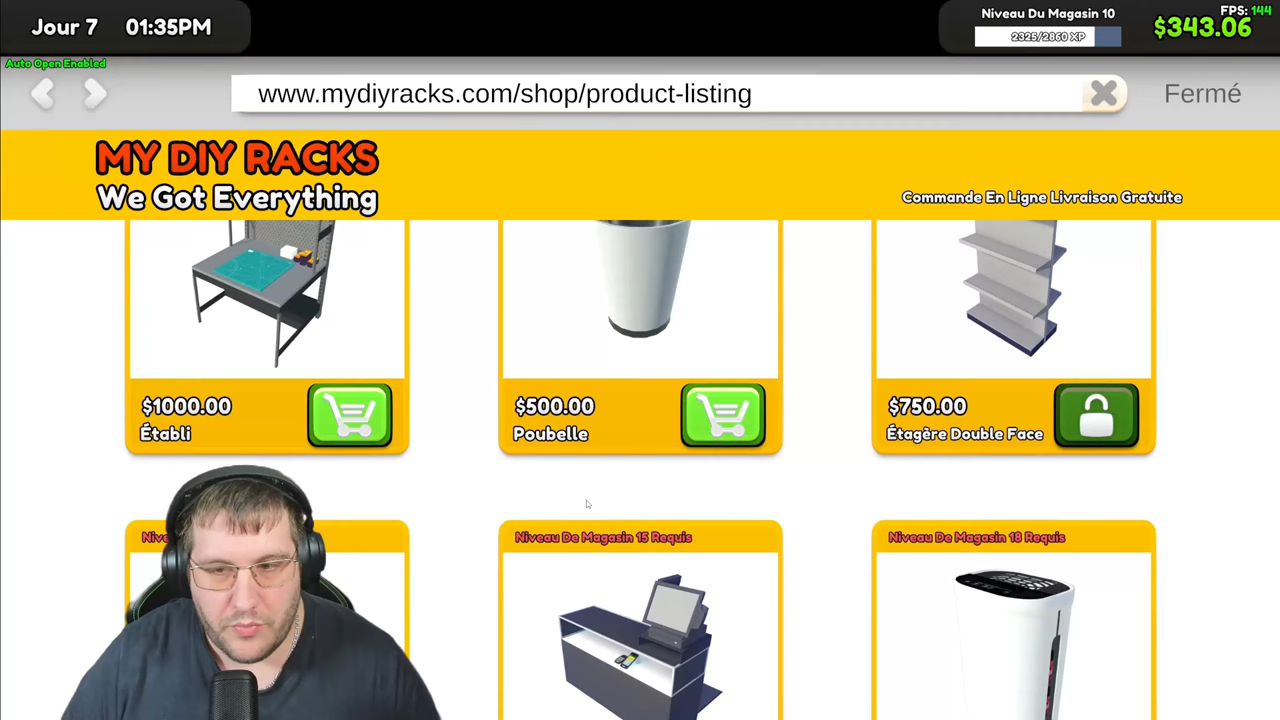 Jour 7 01:35PM
Niveau Du Magasin 10
2325/2860 XP
FPS: 144
$343.06
Auto Open Enabled
www.mydiyracks.com/shop/product-listing
Fermé
MY DIY RACKS
We Got Everything
Commande En Ligne Livraison Gratuite
$1000.00
Établi
$500.00
Poubelle
$750.00
Étagère Double Face
Niveau De Magasin 15 Requis
Niveau De Magasin 18 Requis